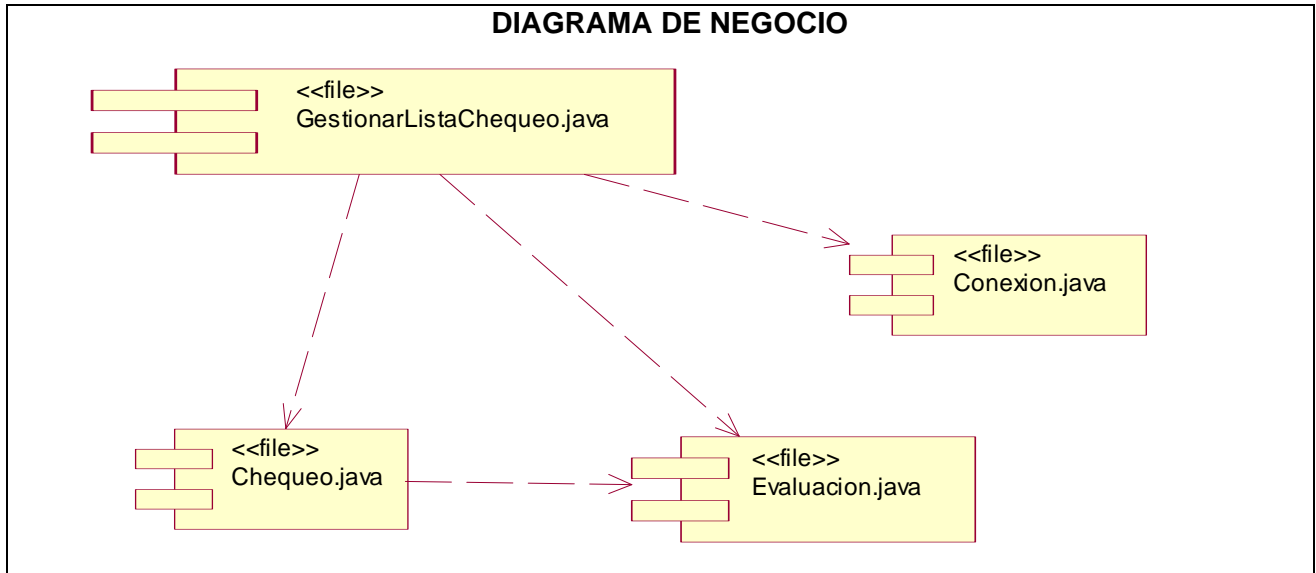 DIAGRAMA DE NEGOCIO
<<file>>
GestionarListaChequeo.java
<<file>>
Conexion.java
<<file>>
Chequeo.java
<<file>>
Evaluacion.java